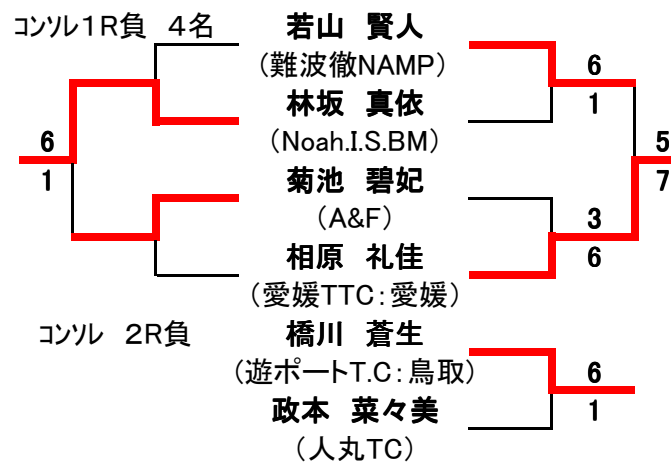 コンソル1R負 4名
若山 賢人
(難波徹NAMP)
6
林坂 真依
1
(Noah.I.S.BM)
6
5
1
菊池 碧妃
7
(A&F)
3
相原 礼佳
6
(愛媛TTC:愛媛)
コンソル 2R負
橋川 蒼生
(遊ポートT.C:鳥取)
6
政本 菜々美
1
(人丸TC)